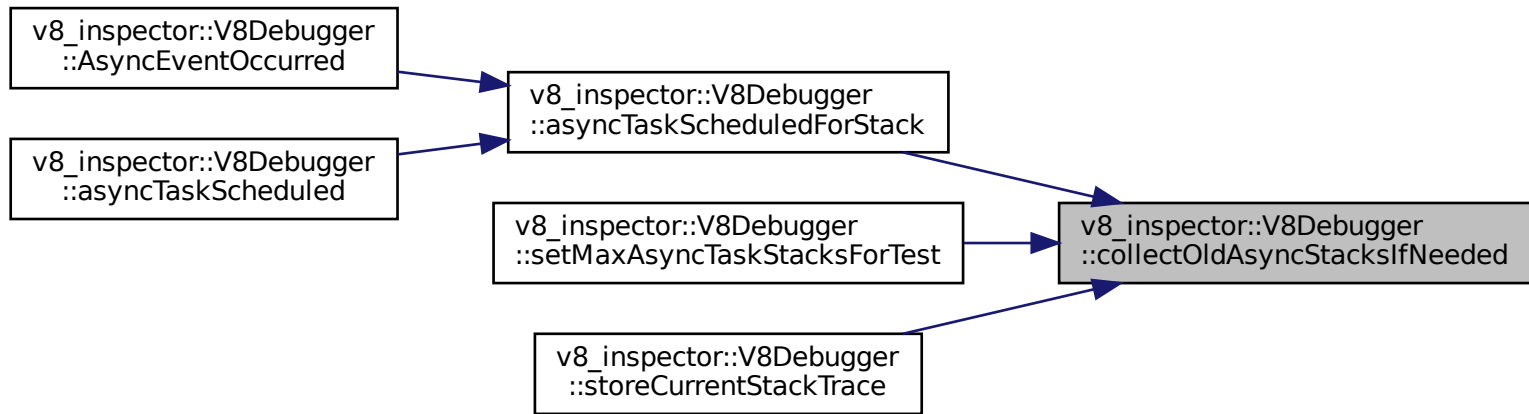 v8_inspector::V8Debugger
::AsyncEventOccurred
v8_inspector::V8Debugger
::asyncTaskScheduled
v8_inspector::V8Debugger
::asyncTaskScheduledForStack
v8_inspector::V8Debugger
::setMaxAsyncTaskStacksForTest
v8_inspector::V8Debugger
::storeCurrentStackTrace
v8_inspector::V8Debugger
::collectOldAsyncStacksIfNeeded